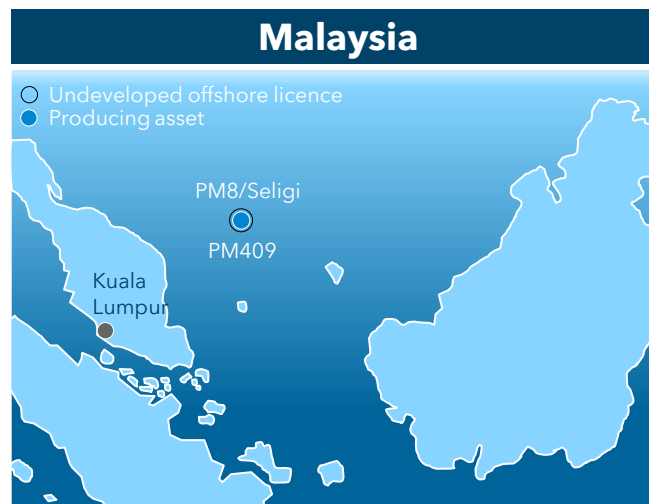 Malaysia
Undeveloped offshore licence
Producing asset
PM8/Seligi
PM409
Kuala
Lumpur